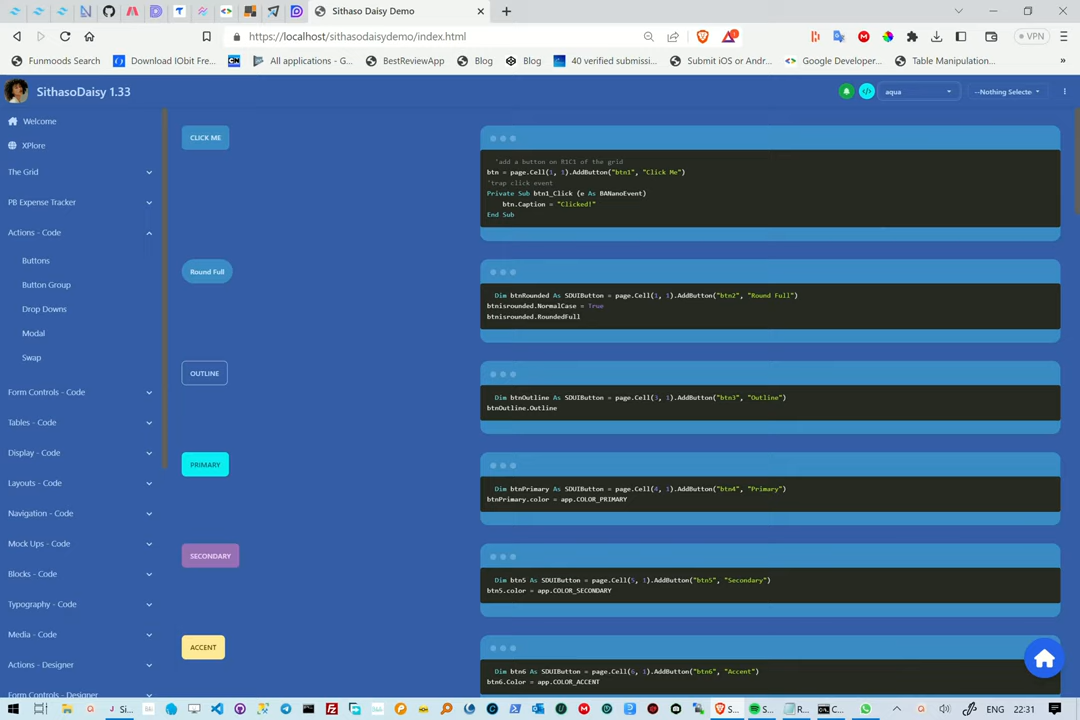 Sithaso Daisy Demo
https://localhost/sithasodaisydemo/index.html
VPN
Funmoods Search
Download IObit Fre...
All applications - G...
BestReviewApp
Blog
Blog
40 verified submissi...
Submit iOS or Andr...
Google Developer...
Table Manipulation...
»
SithasoDaisy 1.33
aqua
--Nothing Selecte
Welcome
XPlore
The Grid
PB Expense Tracker
Actions - Code
Buttons
Button Group
Drop Downs
Modal
Swap
Form Controls - Code
Tables - Code
Display - Code
Layouts - Code
Navigation - Code
Mock Ups - Code
Blocks - Code
Typography - Code
Media - Code
Actions - Designer
Form Controls - Designer
CLICK ME
'add a button on R1C1 of the grid
btn = page.Cell(1, 1).AddButton("btn1", "Click Me")
'trap click event
Private Sub btn1_Click (e As BANanoEvent)
btn.Caption = "Clicked!"
End Sub
Round Full
Dim btnRounded As SDUIButton = page.Cell(1, 1).AddButton("btn2", "Round Full")
btnisrounded.NormalCase = True
btnisrounded.RoundedFull
OUTLINE
Dim btnOutline As SDUIButton = page.Cell(3, 1).AddButton("btn3", "Outline")
btnOutline.Outline
PRIMARY
Dim btnPrimary As SDUIButton = page.Cell(4, 1).AddButton("btn4", "Primary")
btnPrimary.color = app.COLOR_PRIMARY
SECONDARY
Dim btn5 As SDUIButton = page.Cell(5, 1).AddButton("btn5", "Secondary")
btn5.color = app.COLOR_SECONDARY
ACCENT
Dim btn6 As SDUIButton = page.Cell(6, 1).AddButton("btn6", "Accent")
btn6.Color = app.COLOR_ACCENT
ENG
22:31